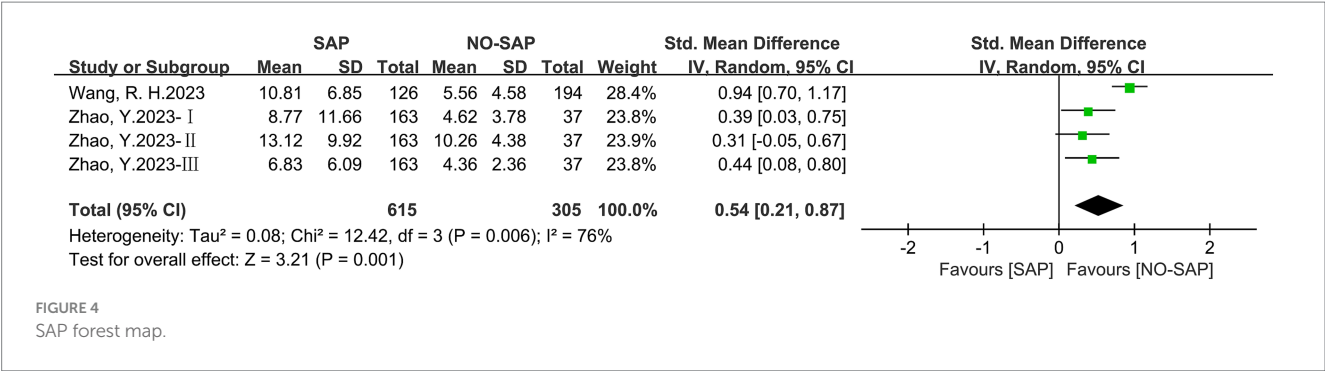 SAP NO-SAP Std. Mean Difference Std. Mean Difference
Study or Subgroup Mean SD Total Mean SD Total Weight IV, Random, 95% CI IV, Random, 95% CI
Wang, R. H.2023 10.81 6.85 126 5.56 4.58 194 28.4% 0.94 [0.70, 1.17]
Zhao, Y.2023-Ⅰ 8.77 11.66 163 4.62 3.78 37 23.8% 0.39 [0.03, 0.75]
Zhao, Y.2023-Ⅱ 13.12 9.92 163 10.26 4.38 37 23.9% 0.31 [-0.05, 0.67]
Zhao, Y.2023-Ⅲ 6.83 6.09 163 4.36 2.36 37 23.8% 0.44 [0.08, 0.80]
Total (95% CI) 615 305 100.0% 0.54 [0.21, 0.87]
Heterogeneity: Tau² = 0.08; Chi² = 12.42, df = 3 (P = 0.006); I² = 76%
Test for overall effect: Z = 3.21 (P = 0.001)
-2 -1 0 1 2
Favours [SAP] Favours [NO-SAP]
FIGURE 4
SAP forest map.